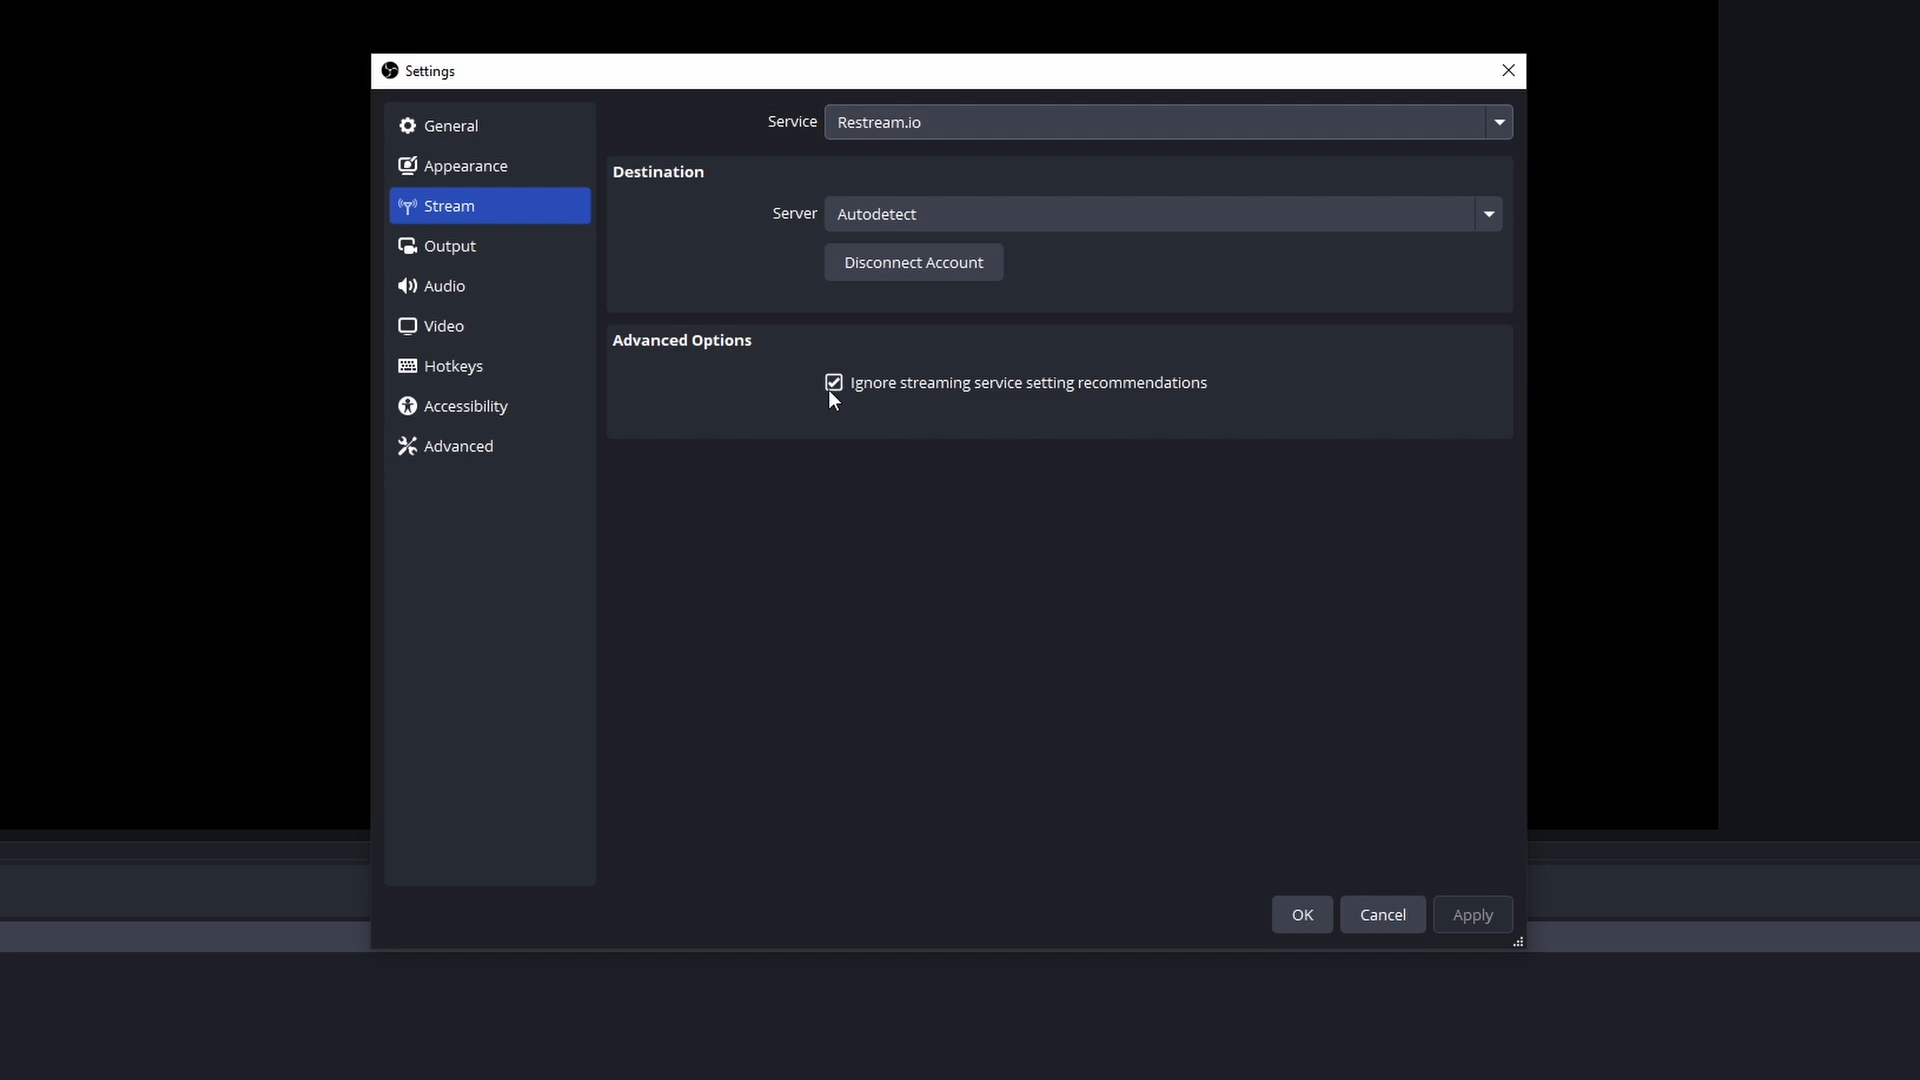 Settings
General
Appearance
Stream
Output
Audio
Video
Hotkeys
Accessibility
Advanced
Service Restream.io
Destination
Server Autodetect
Disconnect Account
Advanced Options
Ignore streaming service setting recommendations
OK Cancel Apply